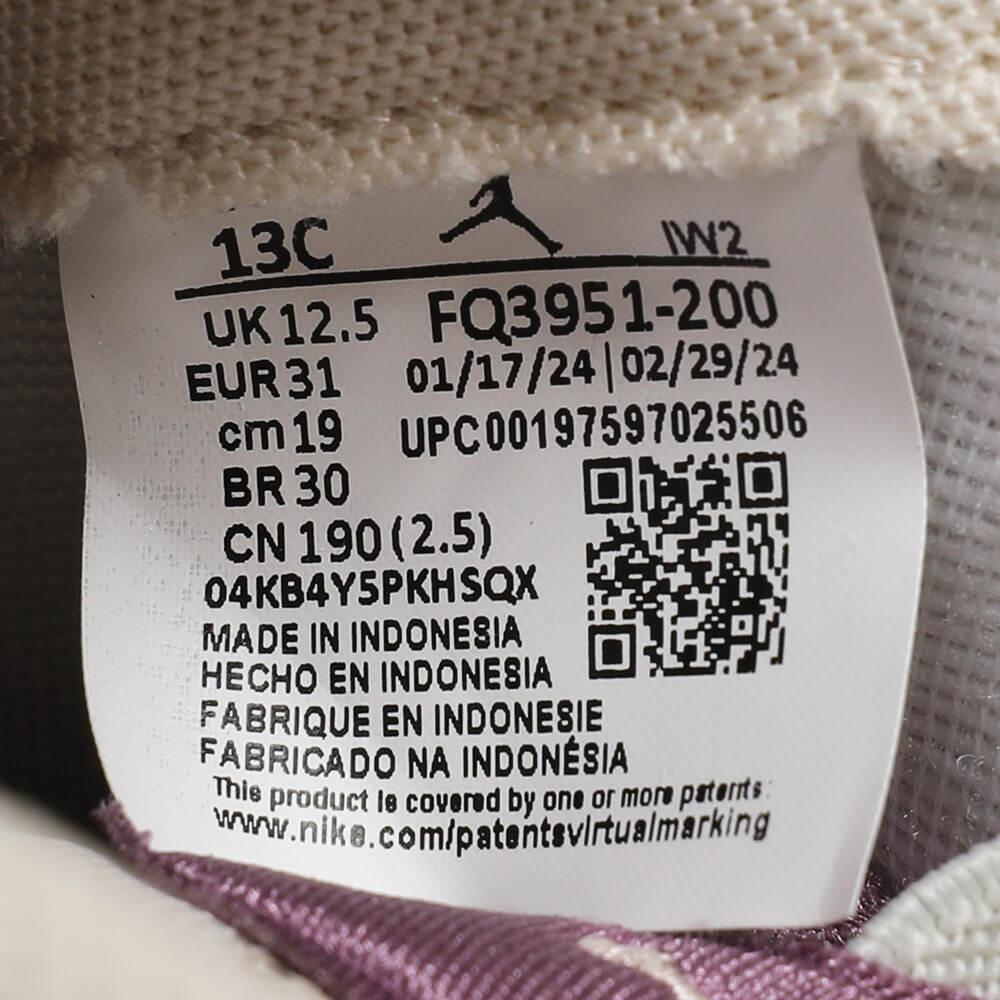 13C IW2
UK 12.5 FQ3951-200
EUR 31 01/17/24 | 02/29/24
cm 19 UPC00197597025506
BR 30
CN 190 (2.5)
04KB4Y5PKHSQX
MADE IN INDONESIA
HECHO EN INDONESIA
FABRIQUE EN INDONESIE
FABRICADO NA INDONÉSIA
This product is covered by one or more patents:
www.nike.com/patentsvirtualmarking